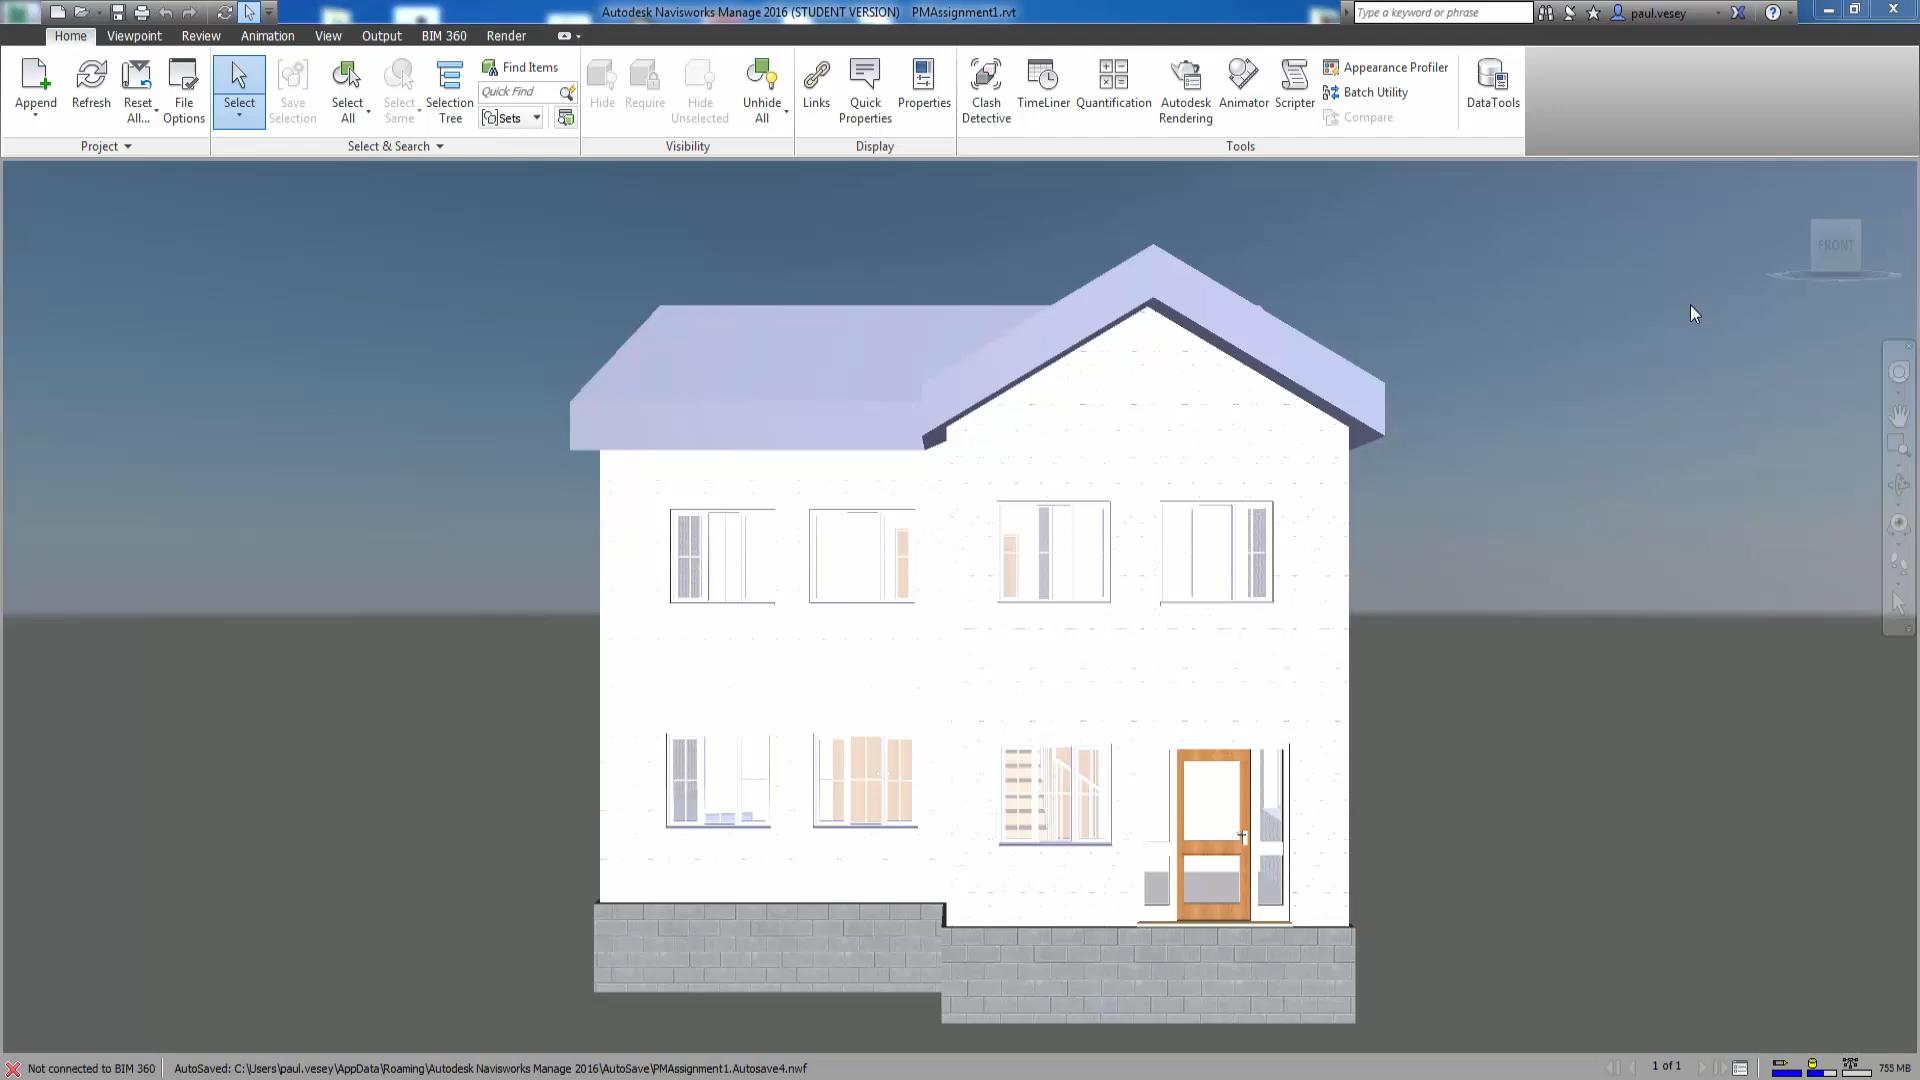 Autodesk Navisworks Manage 2016 (STUDENT VERSION) PMAssignment1.rvt
Type a keyword or phrase
paul.vesey
Home Viewpoint Review Animation View Output BIM 360 Render
Append
Refresh
Reset All...
File Options
Select
Save Selection
Select All
Select Same
Selection Tree
Find Items
Quick Find
Sets
Hide
Require
Hide Unselected
Unhide All
Links
Quick Properties
Properties
Clash Detective
TimeLiner
Quantification
Autodesk Rendering
Animator
Scripter
Appearance Profiler
Batch Utility
Compare
DataTools
Project
Select & Search
Visibility
Display
Tools
FRONT
Not connected to BIM 360
AutoSaved: C:\Users\paul.vesey\AppData\Roaming\Autodesk Navisworks Manage 2016\AutoSave\PMAssignment1.Autosave4.nwf
1 of 1
755 MB